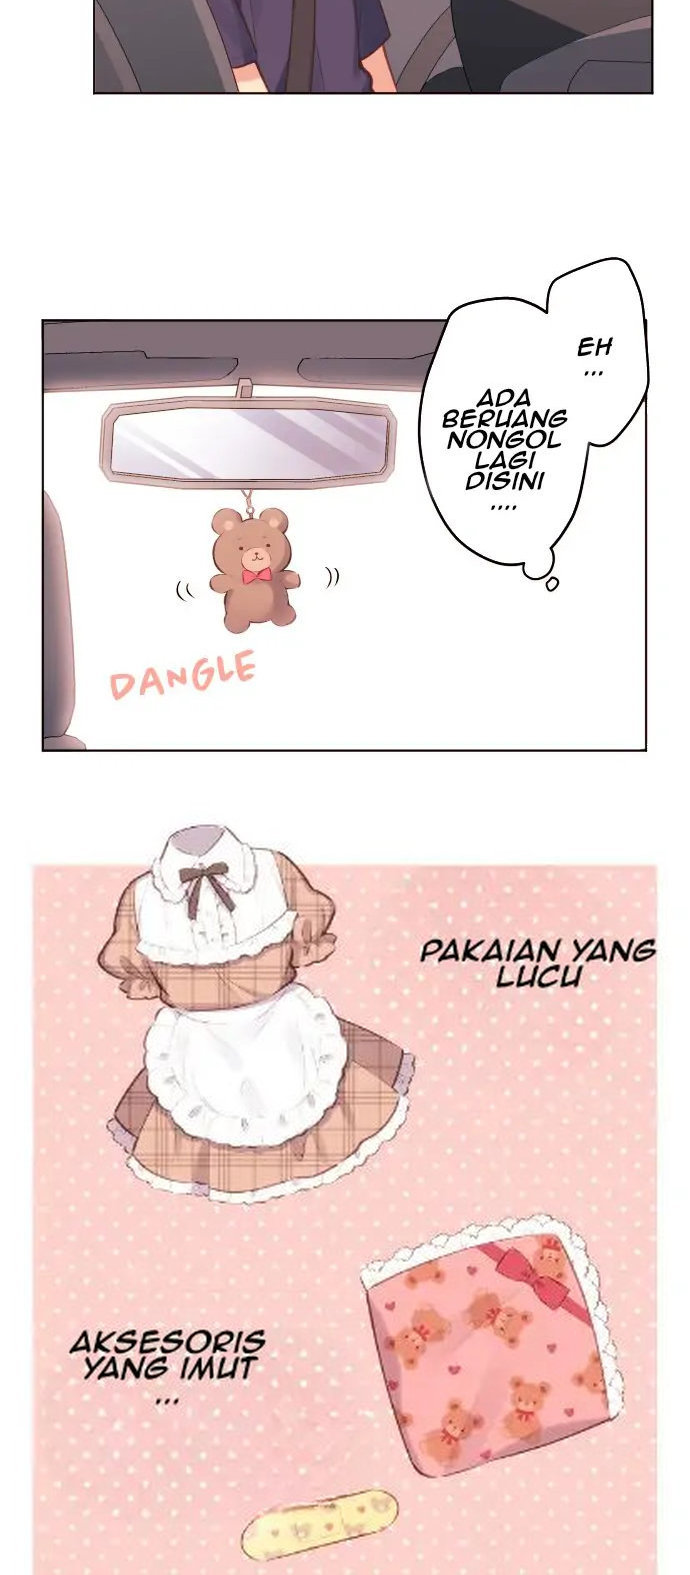 EH
...
ADA
BERUANG
NONGOL
LAGI
DISINI
....
DANGLE
PAKAIAN YANG
LUCU
AKSESORIS
YANG IMUT
...